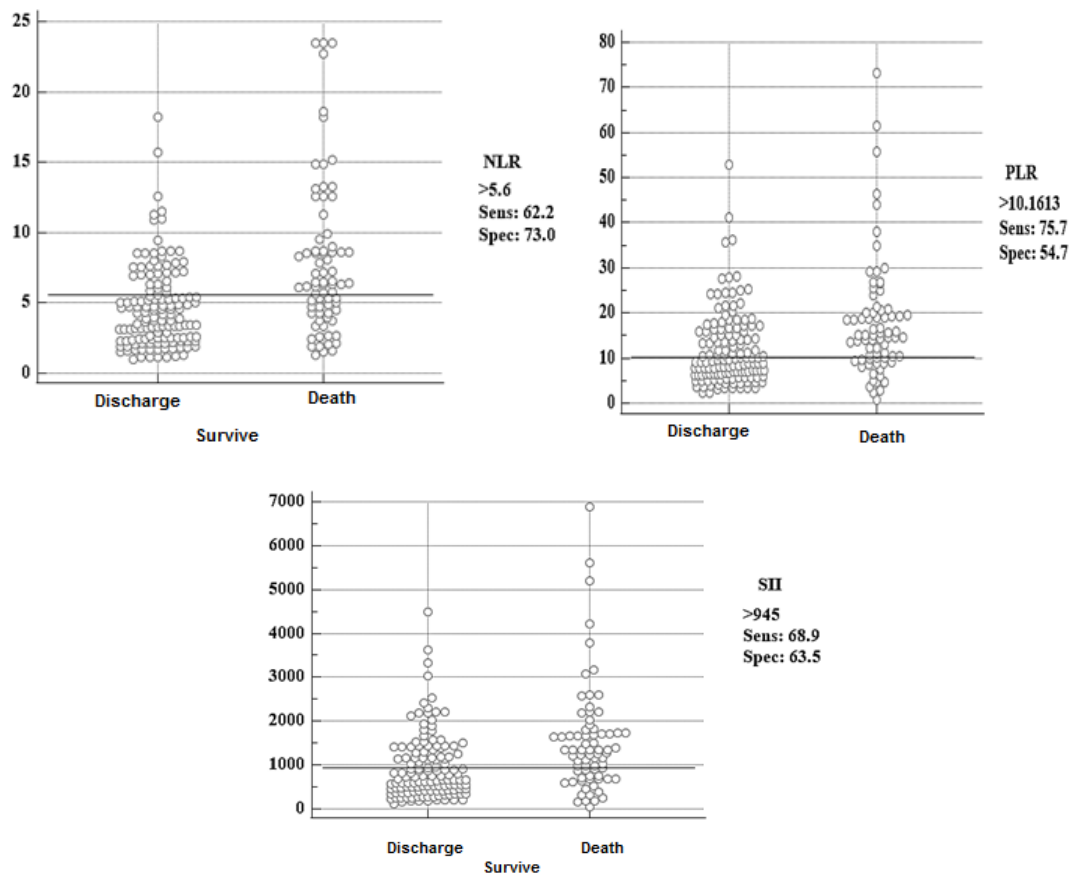 25
20
15
10
5
0
Discharge
Death
Survive
NLR
>5.6
Sens: 62.2
Spec: 73.0
80
70
60
50
40
30
20
10
0
Discharge
Death
PLR
>10.1613
Sens: 75.7
Spec: 54.7
7000
6000
5000
4000
3000
2000
1000
0
Discharge
Death
Survive
SII
>945
Sens: 68.9
Spec: 63.5